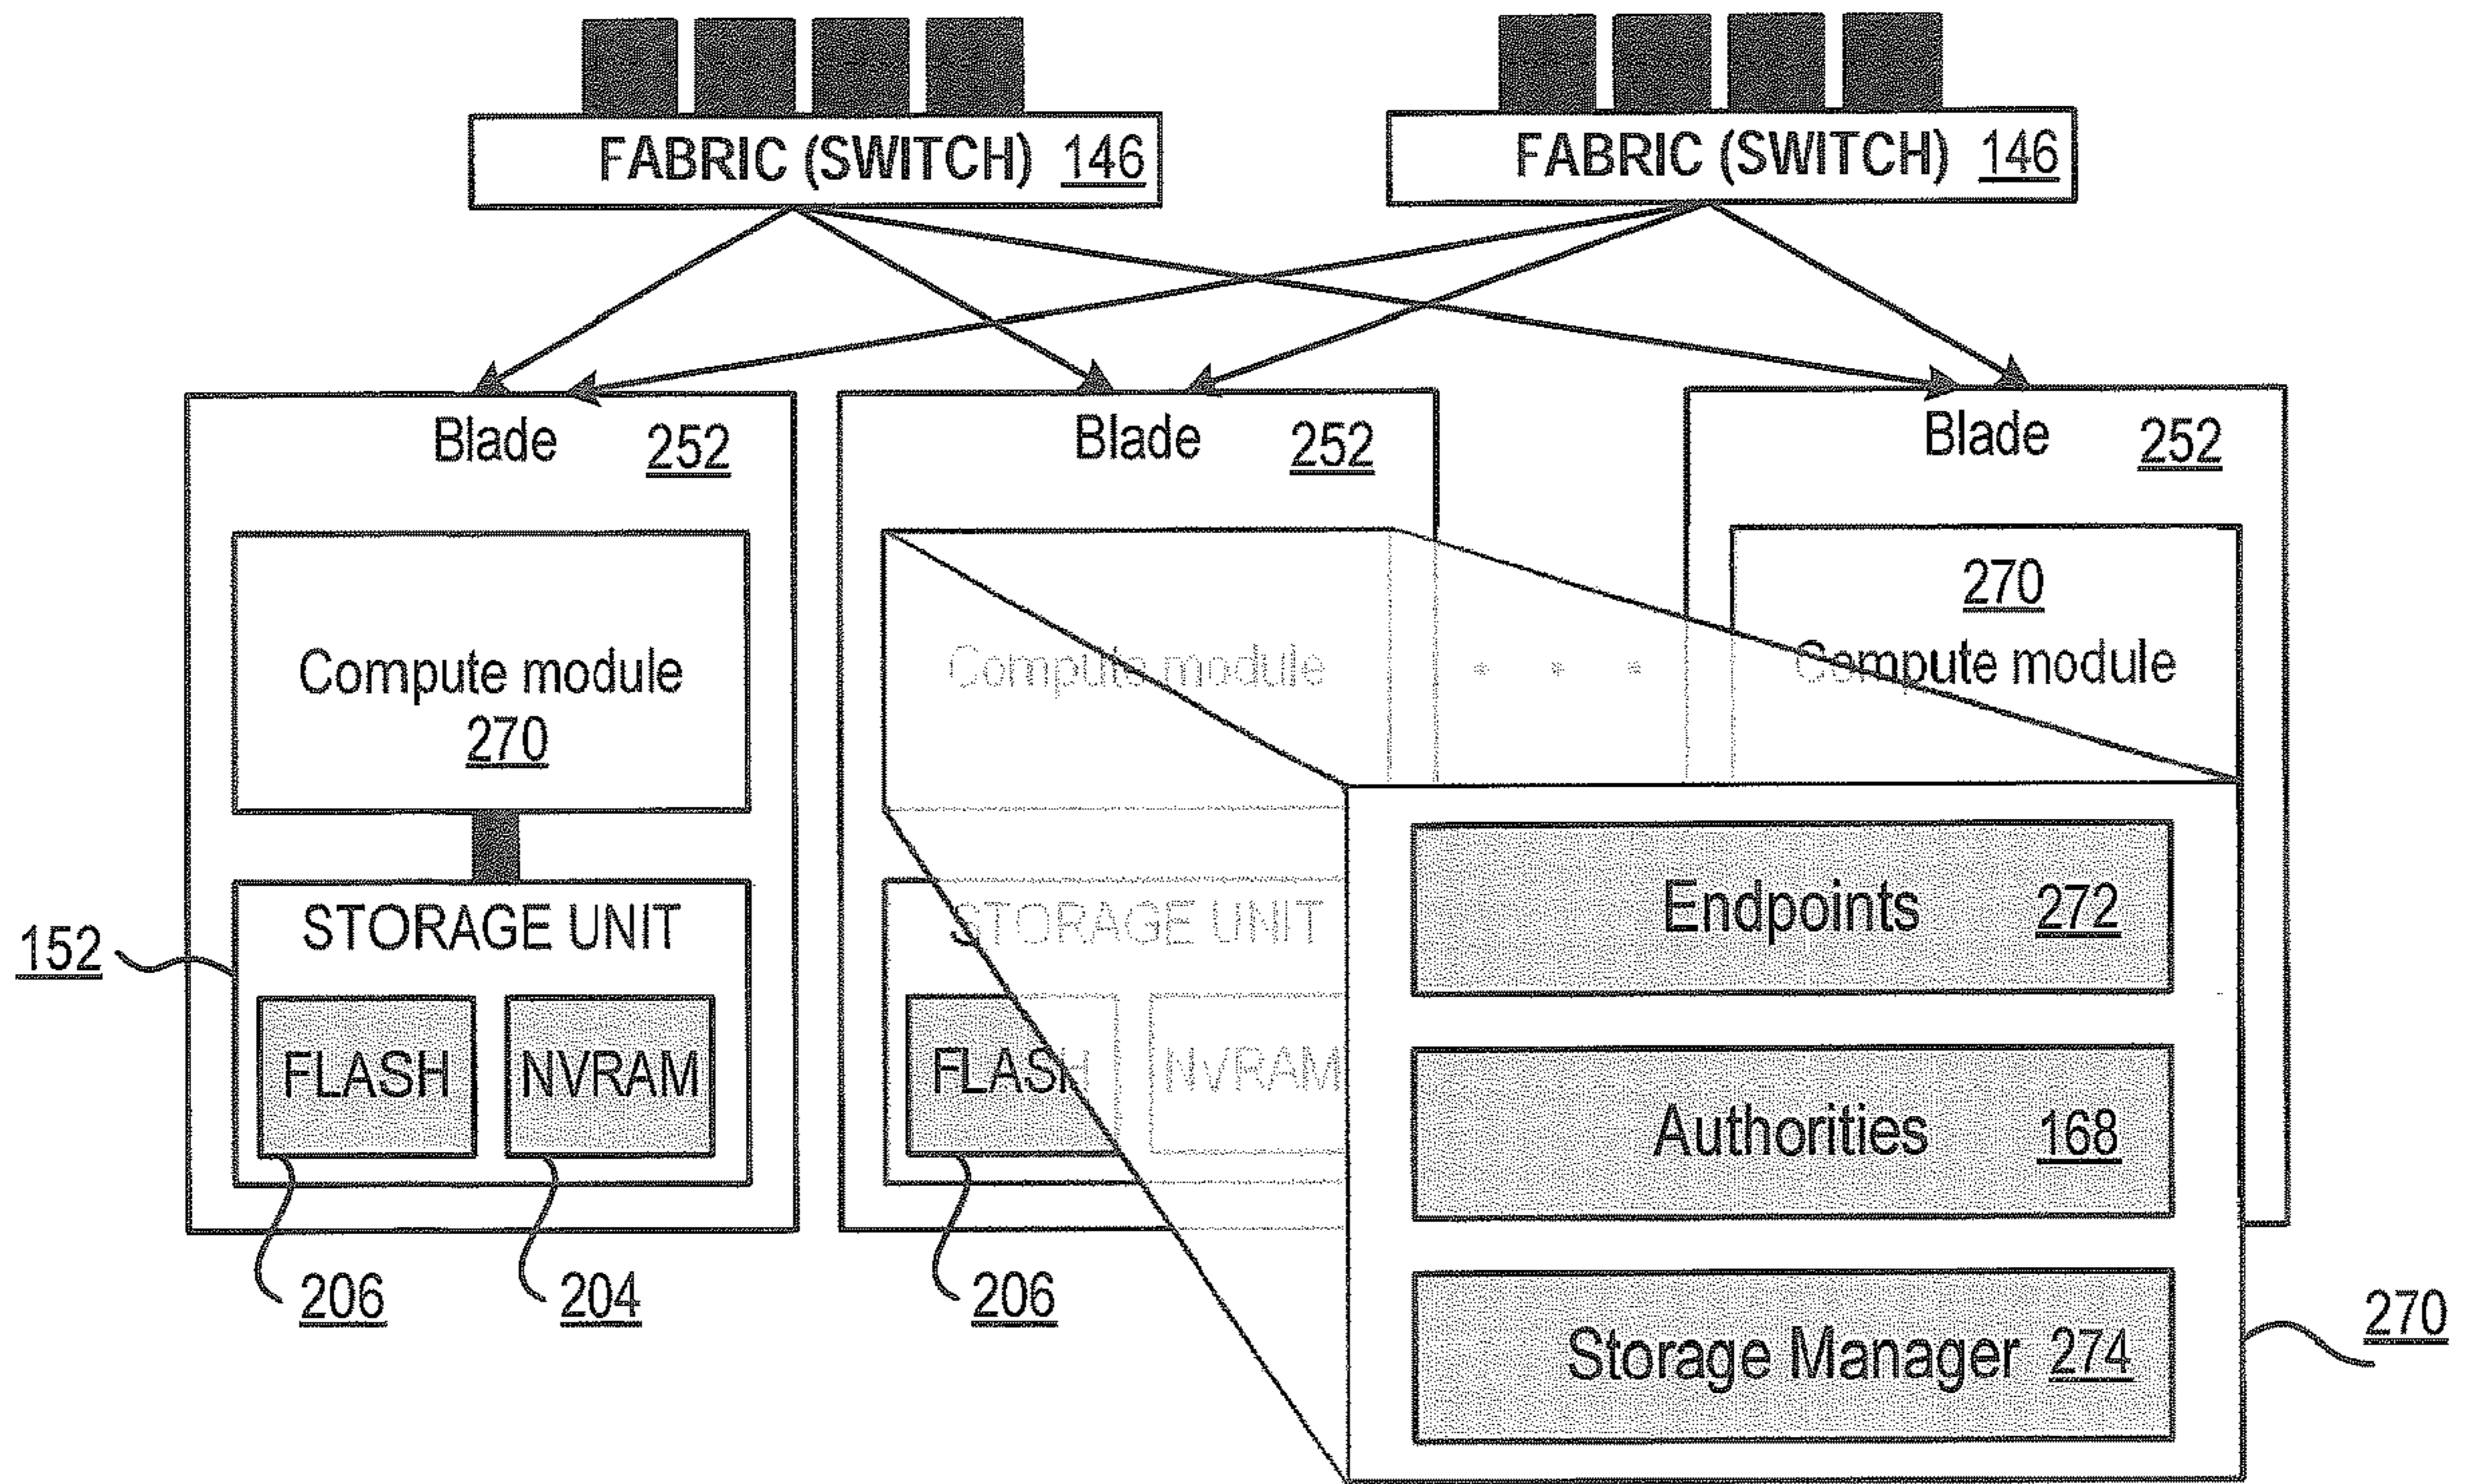 FABRIC (SWITCH) 146
FABRIC (SWITCH) 146
Blade 252
Blade 252
Blade 252
Compute module
270
Compute module
270
Compute module
STORAGE UNIT
152
FLASH
NVRAM
206
204
STORAGE UNIT
FLASH
NVRAM
206
Endpoints 272
Authorities 168
Storage Manager 274
270